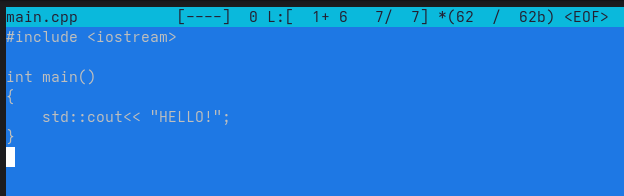 main.cpp [----] 0 L:[ 1+ 6 7/ 7] *(62 / 62b) <EOF>
#include <iostream>
int main()
{
std::cout<< "HELLO!";
}